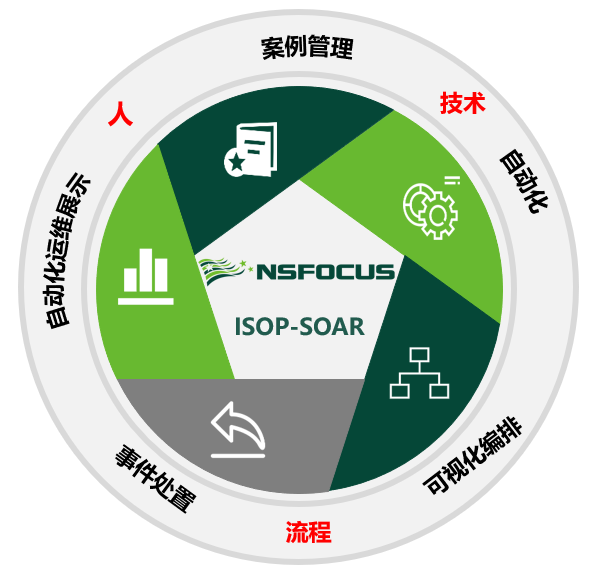 案例管理
人
技术
自动化
自动化运维展示
NSFOCUS
ISOP-SOAR
可视化编排
事件处置
流程